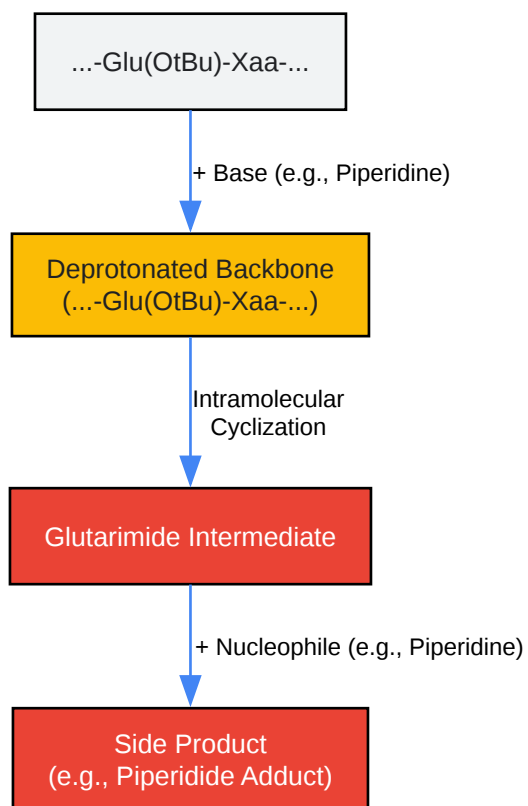 ...-Glu(OtBu)-Xaa-...
+ Base (e.g., Piperidine)
Deprotonated Backbone
(...-Glu(OtBu)-Xaa-...)
Intramolecular
Cyclization
Glutarimide Intermediate
+ Nucleophile (e.g., Piperidine)
Side Product
(e.g., Piperidide Adduct)